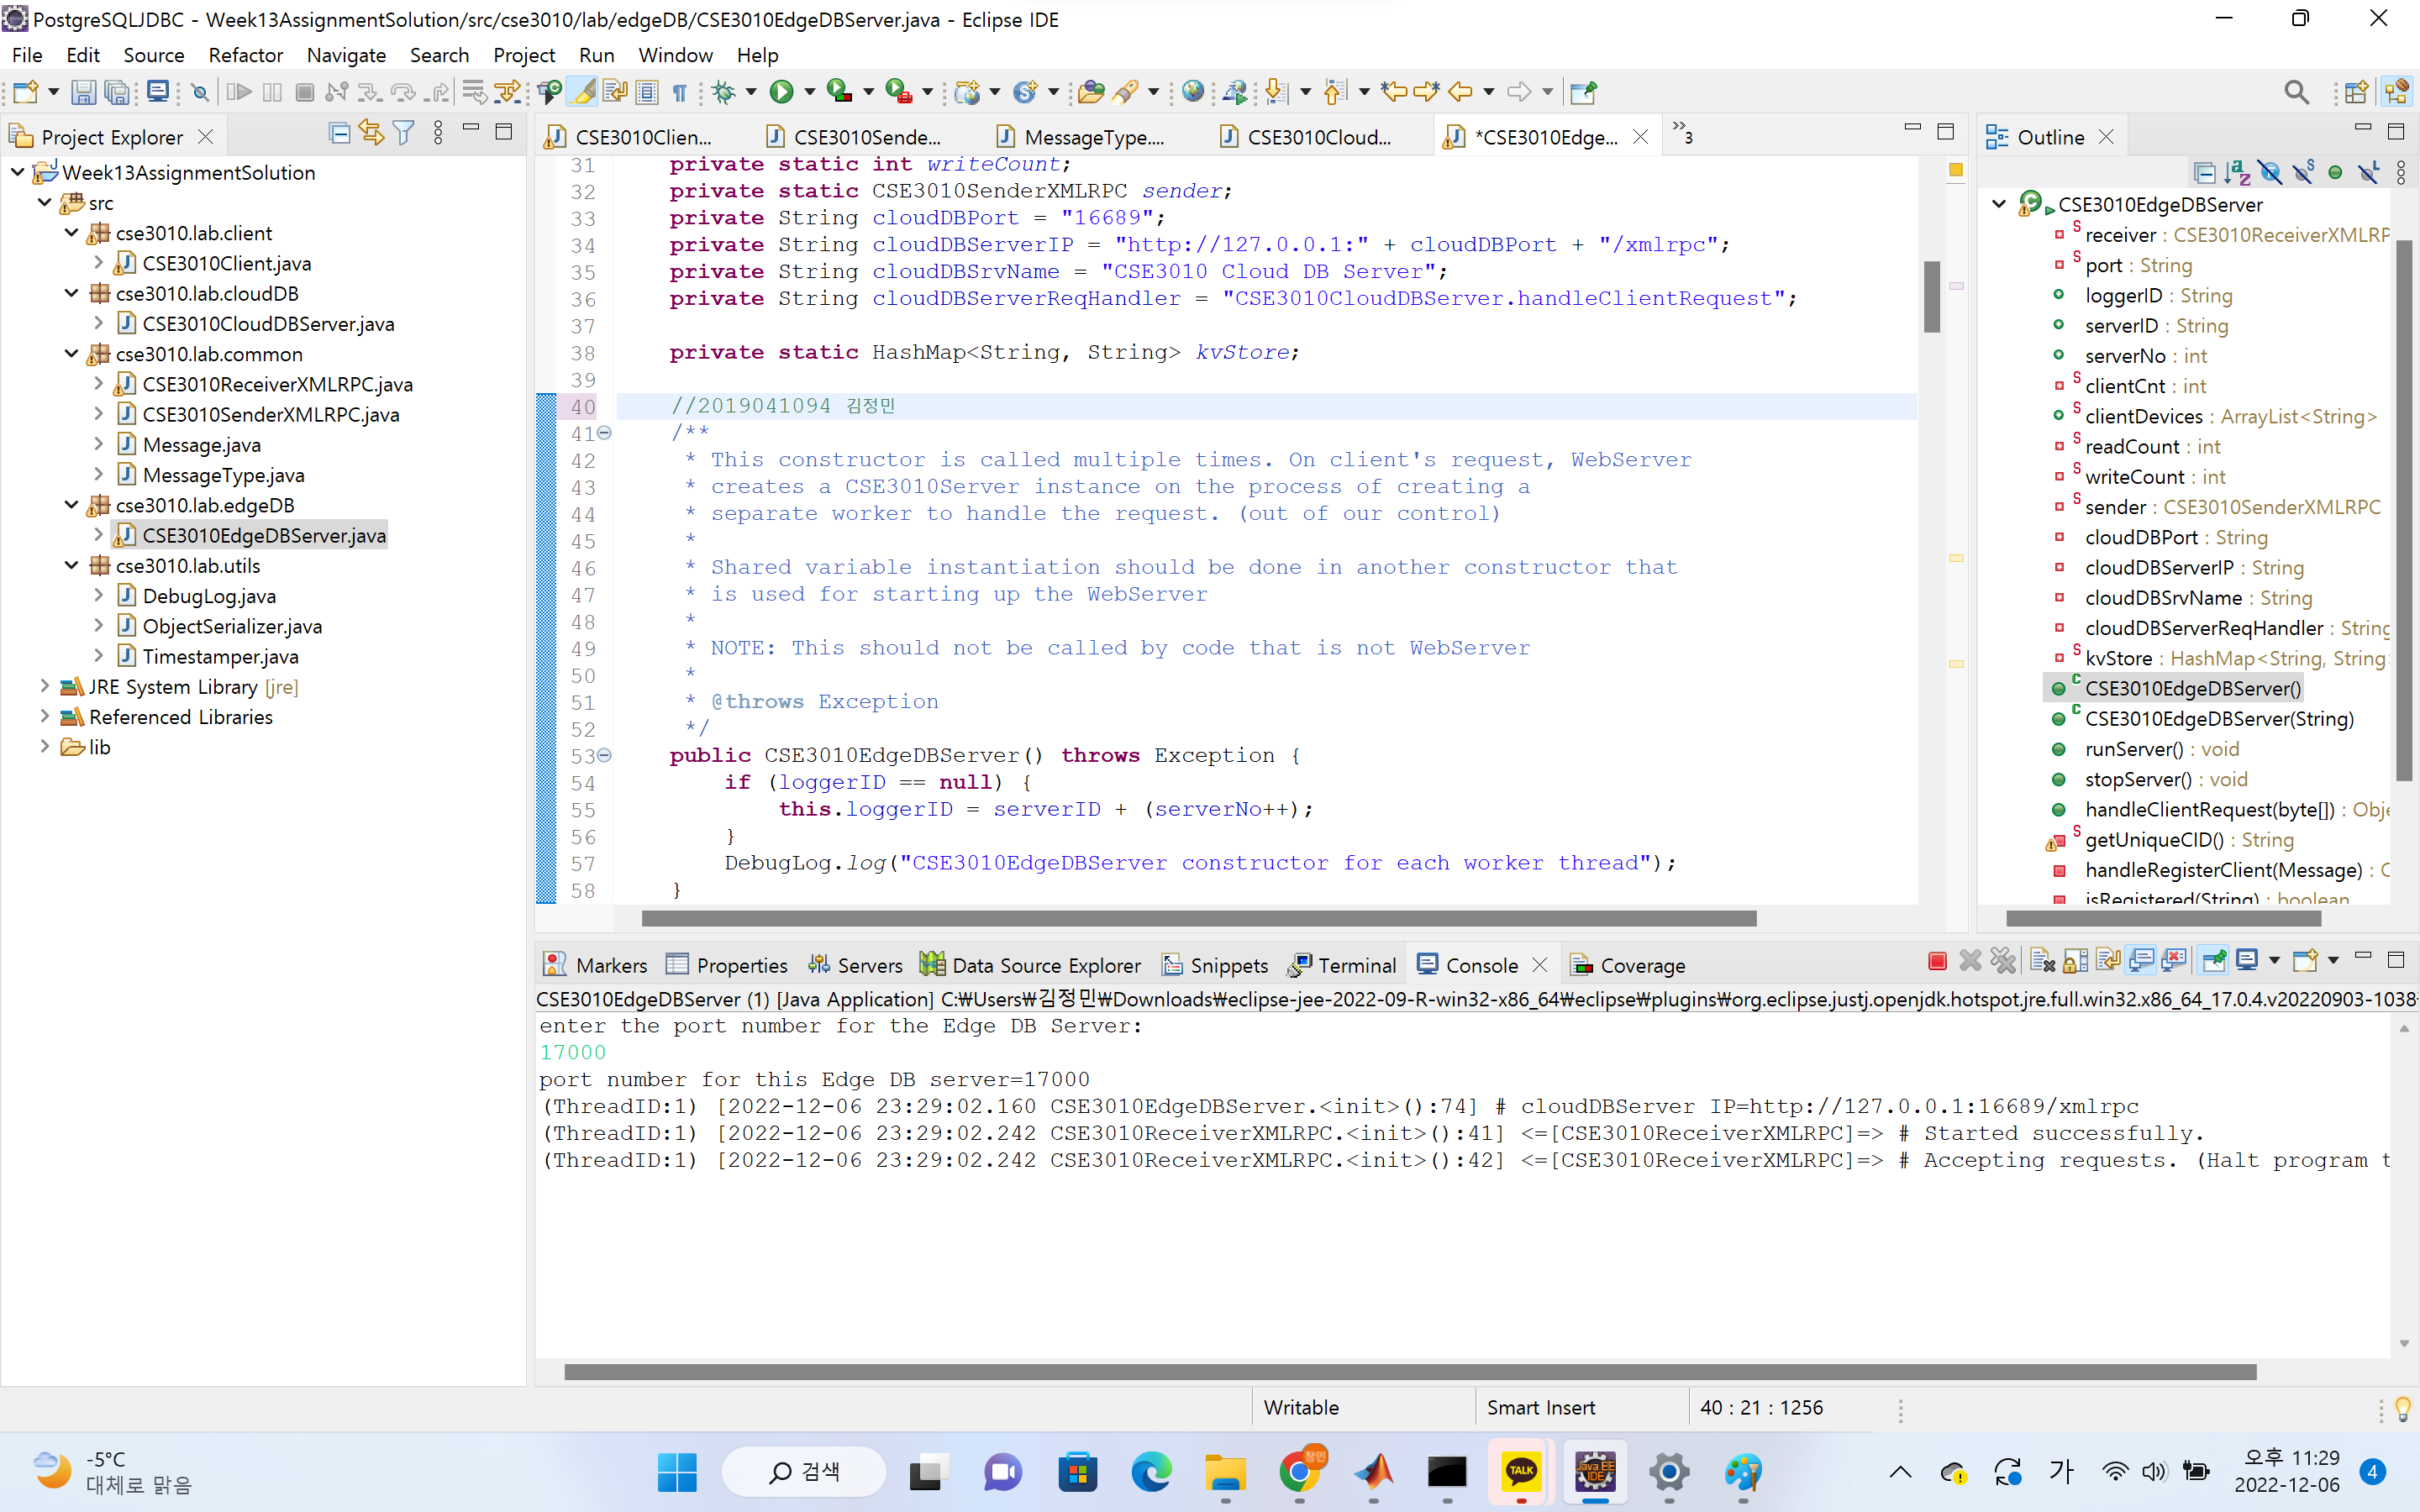 PostgreSQLJDBC - Week13AssignmentSolution/src/cse3010/lab/edgeDB/CSE3010EdgeDBServer.java - Eclipse IDE
File Edit Source Refactor Navigate Search Project Run Window Help
Project Explorer
Week13AssignmentSolution
src
cse3010.lab.client
CSE3010Client.java
cse3010.lab.cloudDB
CSE3010CloudDBServer.java
cse3010.lab.common
CSE3010ReceiverXMLRPC.java
CSE3010SenderXMLRPC.java
Message.java
MessageType.java
cse3010.lab.edgeDB
CSE3010EdgeDBServer.java
cse3010.lab.utils
DebugLog.java
ObjectSerializer.java
Timestamper.java
JRE System Library [jre]
Referenced Libraries
lib
CSE3010Clien... CSE3010Sende... MessageType.... CSE3010Cloud... *CSE3010Edge... »3
31 private static int writeCount;
32 private static CSE3010SenderXMLRPC sender;
33 private String cloudDBPort = "16689";
34 private String cloudDBServerIP = "http://127.0.0.1:" + cloudDBPort + "/xmlrpc";
35 private String cloudDBSrvName = "CSE3010 Cloud DB Server";
36 private String cloudDBServerReqHandler = "CSE3010CloudDBServer.handleClientRequest";
37
38 private static HashMap<String, String> kvStore;
39
40 //2019041094 김정민
41 /**
42 * This constructor is called multiple times. On client's request, WebServer
43 * creates a CSE3010Server instance on the process of creating a
44 * separate worker to handle the request. (out of our control)
45 *
46 * Shared variable instantiation should be done in another constructor that
47 * is used for starting up the WebServer
48 *
49 * NOTE: This should not be called by code that is not WebServer
50 *
51 * @throws Exception
52 */
53 public CSE3010EdgeDBServer() throws Exception {
54 if (loggerID == null) {
55 this.loggerID = serverID + (serverNo++);
56 }
57 DebugLog.log("CSE3010EdgeDBServer constructor for each worker thread");
58 }
Outline
CSE3010EdgeDBServer
receiver : CSE3010ReceiverXMLRP
port : String
loggerID : String
serverID : String
serverNo : int
clientCnt : int
clientDevices : ArrayList<String>
readCount : int
writeCount : int
sender : CSE3010SenderXMLRPC
cloudDBPort : String
cloudDBServerIP : String
cloudDBSrvName : String
cloudDBServerReqHandler : String
kvStore : HashMap<String, String
CSE3010EdgeDBServer()
CSE3010EdgeDBServer(String)
runServer() : void
stopServer() : void
handleClientRequest(byte[]) : Obje
getUniqueCID() : String
handleRegisterClient(Message) : C
isRegistered(String) : boolean
Markers Properties Servers Data Source Explorer Snippets Terminal Console Coverage
CSE3010EdgeDBServer (1) [Java Application] C:₩Users₩김정민₩Downloads₩eclipse-jee-2022-09-R-win32-x86_64₩eclipse₩plugins₩org.eclipse.justj.openjdk.hotspot.jre.full.win32.x86_64_17.0.4.v20220903-1038
enter the port number for the Edge DB Server:
17000
port number for this Edge DB server=17000
(ThreadID:1) [2022-12-06 23:29:02.160 CSE3010EdgeDBServer.<init>():74] # cloudDBServer IP=http://127.0.0.1:16689/xmlrpc
(ThreadID:1) [2022-12-06 23:29:02.242 CSE3010ReceiverXMLRPC.<init>():41] <=[CSE3010ReceiverXMLRPC]=> # Started successfully.
(ThreadID:1) [2022-12-06 23:29:02.242 CSE3010ReceiverXMLRPC.<init>():42] <=[CSE3010ReceiverXMLRPC]=> # Accepting requests. (Halt program t
Writable Smart Insert 40 : 21 : 1256
-5°C
대체로 맑음
검색
정민
TALK
Java EE IDE
가
오후 11:29
2022-12-06
4